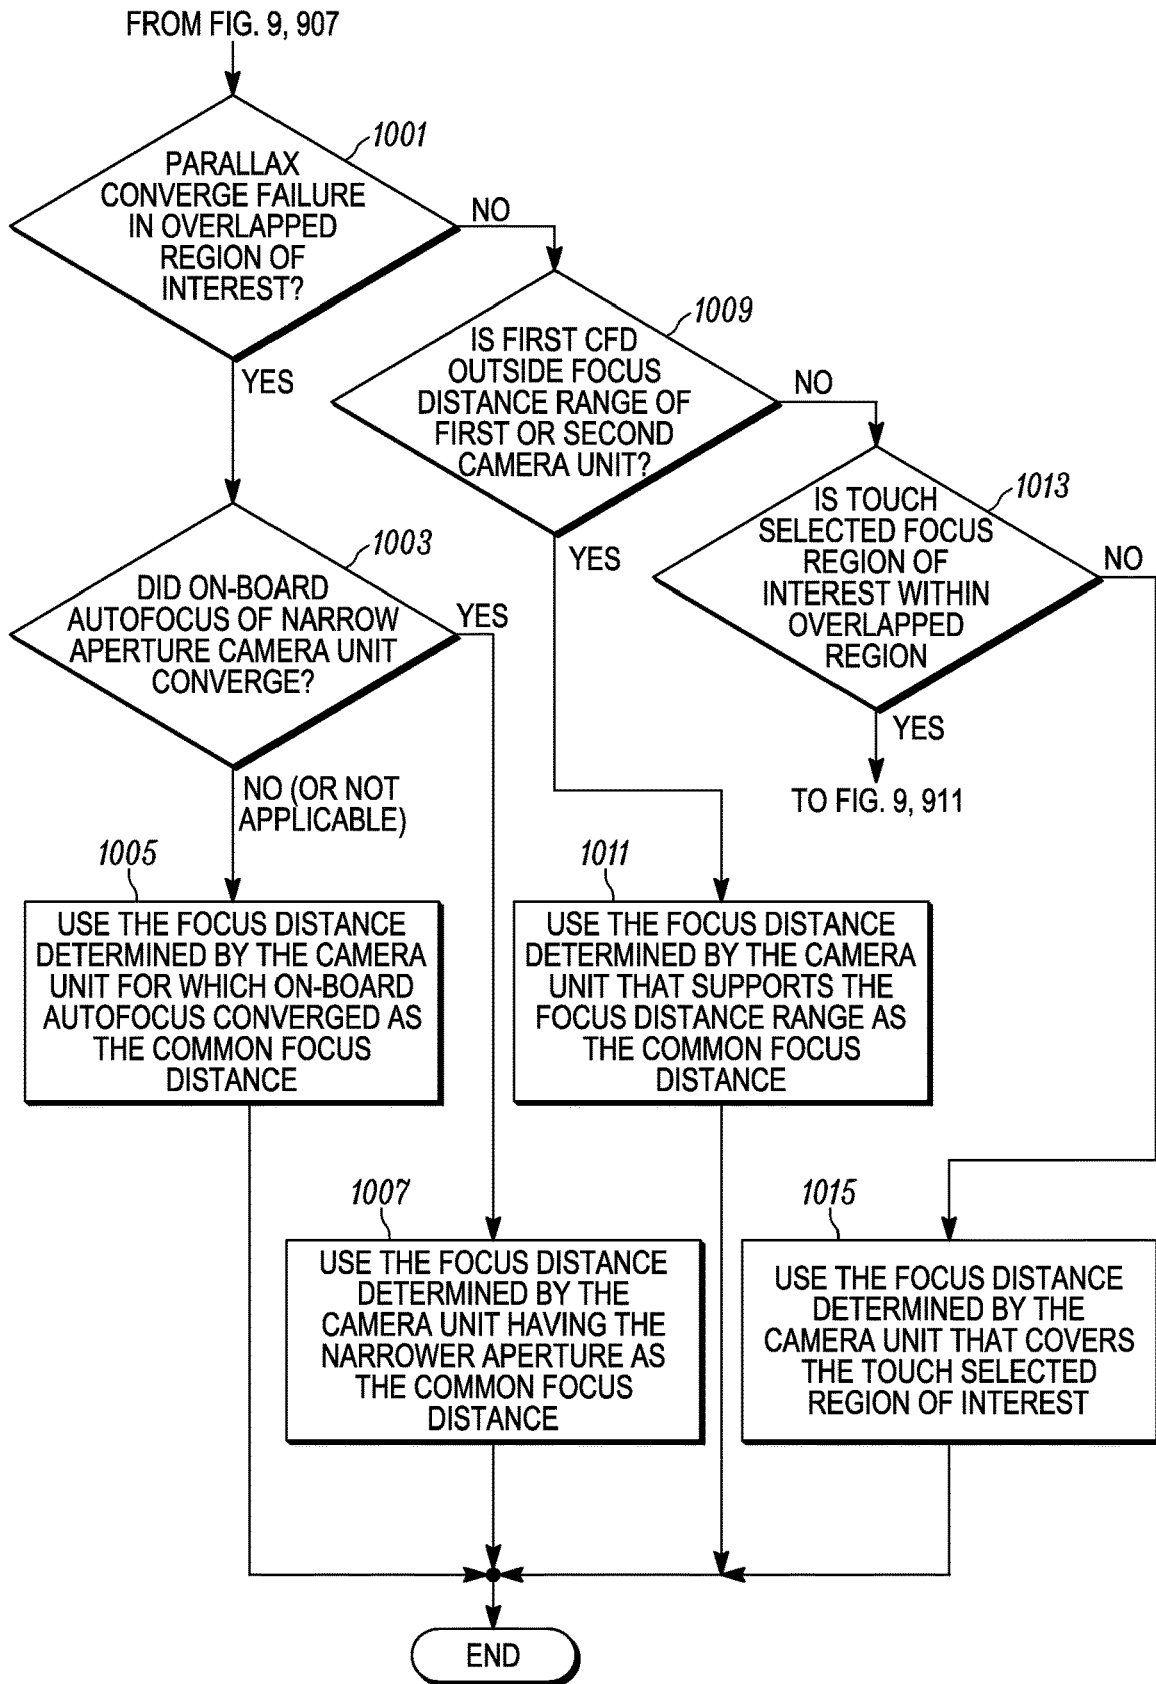 FROM FIG. 9, 907
1001
PARALLAX
CONVERGE FAILURE
IN OVERLAPPED
REGION OF
INTEREST?
NO
YES
1009
IS FIRST CFD
OUTSIDE FOCUS
DISTANCE RANGE OF
FIRST OR SECOND
CAMERA UNIT?
NO
YES
1013
IS TOUCH
SELECTED FOCUS
REGION OF
INTEREST WITHIN
OVERLAPPED
REGION
NO
YES
TO FIG. 9, 911
1003
DID ON-BOARD
AUTOFOCUS OF NARROW
APERTURE CAMERA UNIT
CONVERGE?
YES
NO (OR NOT
APPLICABLE)
1005
USE THE FOCUS DISTANCE
DETERMINED BY THE CAMERA
UNIT FOR WHICH ON-BOARD
AUTOFOCUS CONVERGED AS
THE COMMON FOCUS
DISTANCE
1011
USE THE FOCUS DISTANCE
DETERMINED BY THE CAMERA
UNIT THAT SUPPORTS THE
FOCUS DISTANCE RANGE AS
THE COMMON FOCUS
DISTANCE
1007
USE THE FOCUS DISTANCE
DETERMINED BY THE
CAMERA UNIT HAVING THE
NARROWER APERTURE AS
THE COMMON FOCUS
DISTANCE
1015
USE THE FOCUS DISTANCE
DETERMINED BY THE
CAMERA UNIT THAT COVERS
THE TOUCH SELECTED
REGION OF INTEREST
END